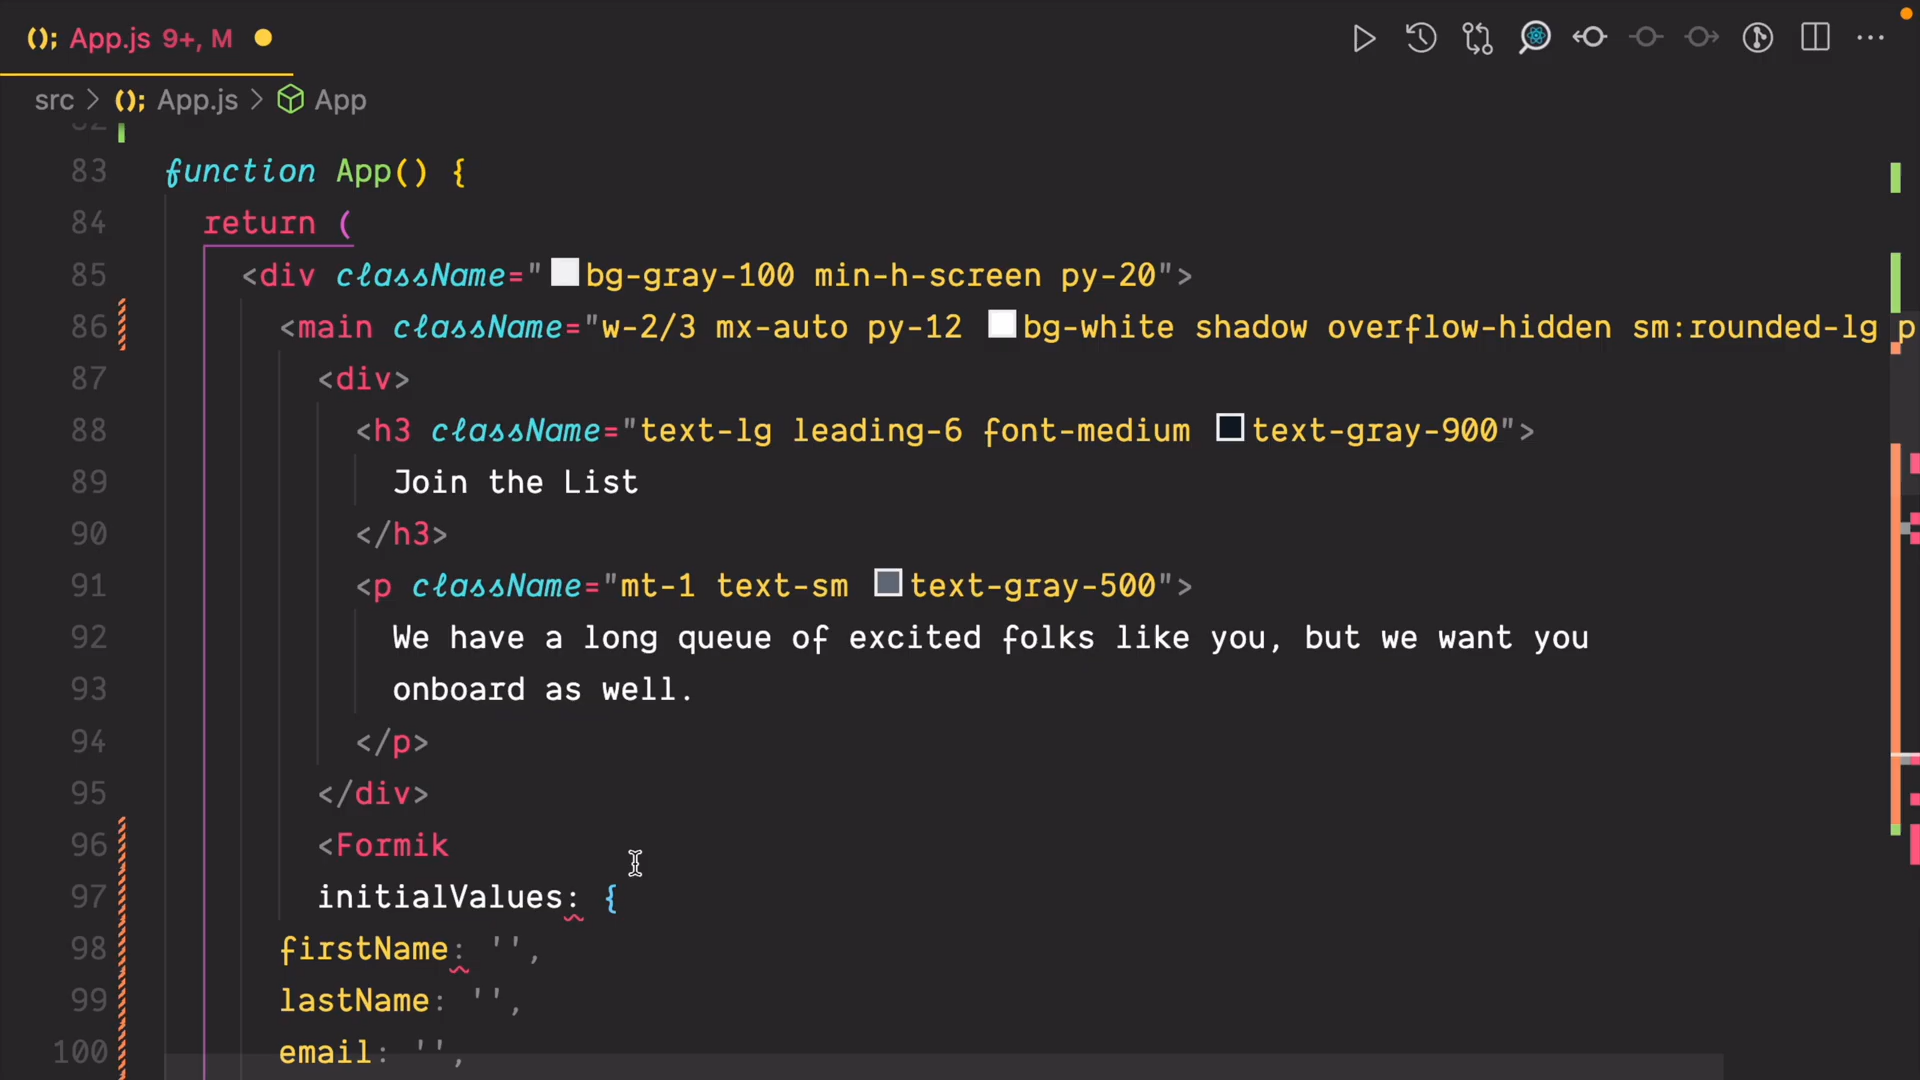 (); App.js 9+, M
src > (); App.js > App
82
83 function App() {
84 return (
85 <div className="bg-gray-100 min-h-screen py-20">
86 <main className="w-2/3 mx-auto py-12 bg-white shadow overflow-hidden sm:rounded-lg p
87 <div>
88 <h3 className="text-lg leading-6 font-medium text-gray-900">
89 Join the List
90 </h3>
91 <p className="mt-1 text-sm text-gray-500">
92 We have a long queue of excited folks like you, but we want you
93 onboard as well.
94 </p>
95 </div>
96 <Formik
97 initialValues: {
98 firstName: '',
99 lastName: '',
100 email: '',